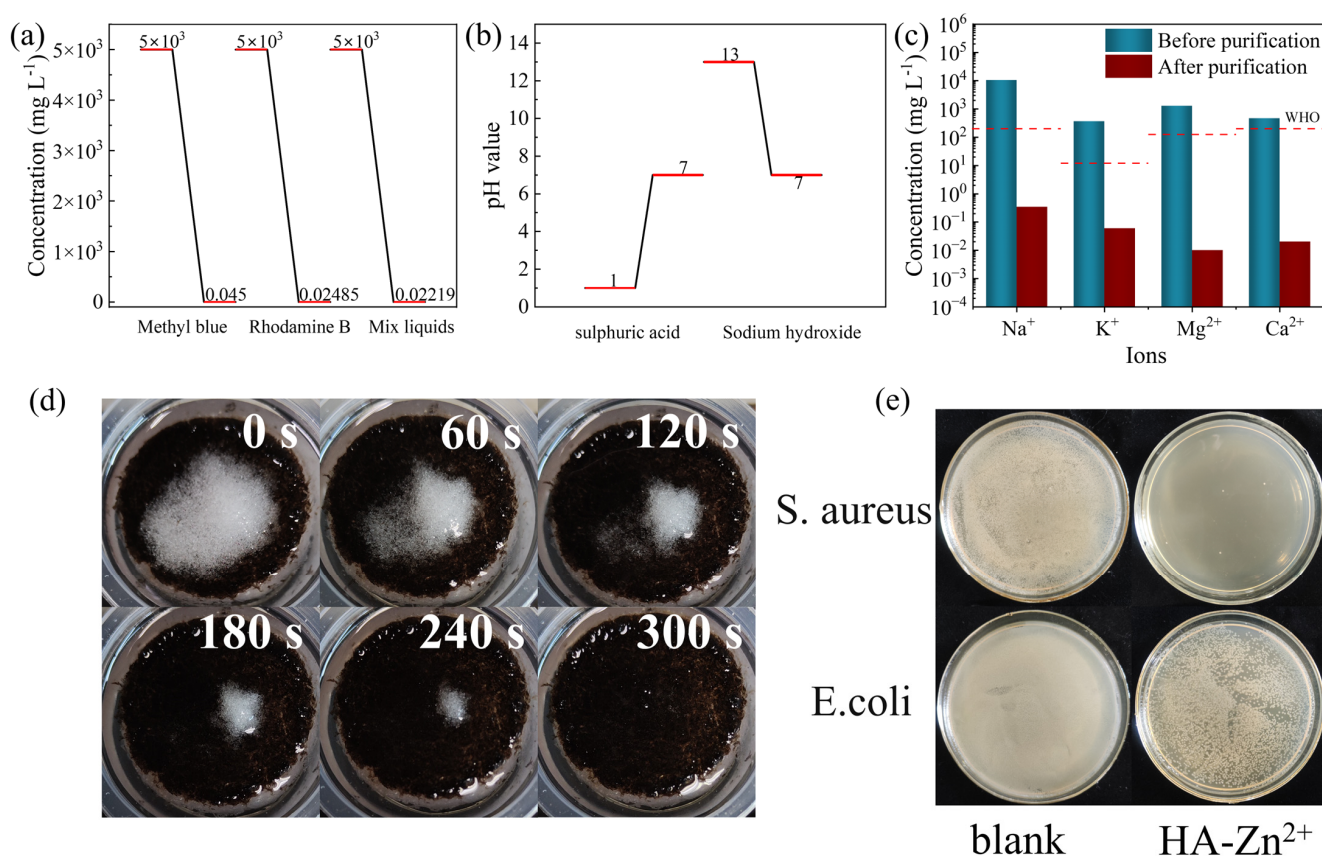 (a)
Concentration (mg L⁻¹)
5×10³
4×10³
3×10³
2×10³
1×10³
0
5×10³ 5×10³ 5×10³
0.045 0.02485 0.02219
Methyl blue Rhodamine B Mix liquids
(b)
pH value
14
12
10
8
6
4
2
0
13
7
7
1
sulphuric acid Sodium hydroxide
(c)
Concentration (mg L⁻¹)
10⁶
10⁵
10⁴
10³
10²
10¹
10⁰
10⁻¹
10⁻²
10⁻³
10⁻⁴
Before purification
After purification
WHO
Na⁺ K⁺ Mg²⁺ Ca²⁺
Ions
(d)
0 s 60 s 120 s
180 s 240 s 300 s
(e)
S. aureus
E.coli
blank HA-Zn²⁺